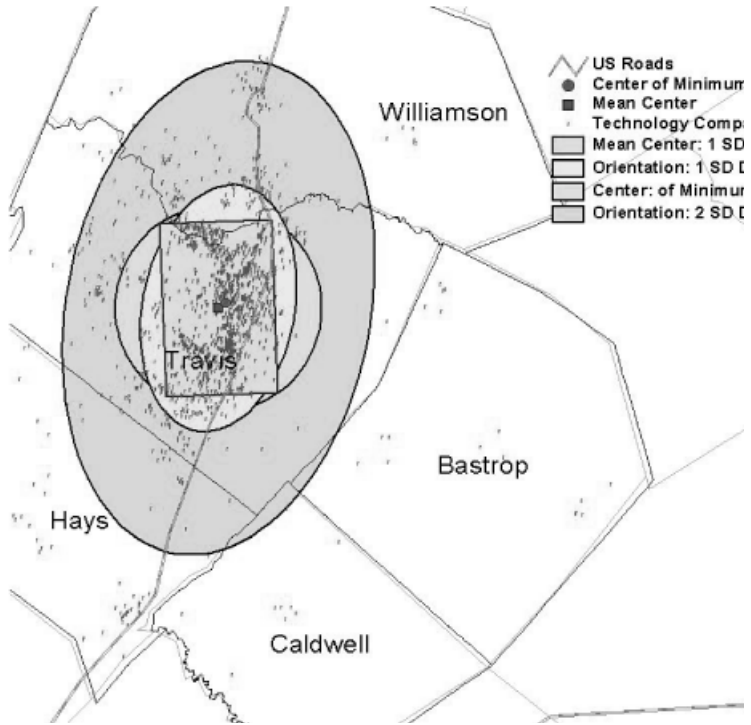 US Roads
Center of Minimum
Mean Center
Technology Compa
Mean Center: 1 SD
Orientation: 1 SD D
Center: of Minimum
Orientation: 2 SD D
Williamson
Travis
Bastrop
Hays
Caldwell